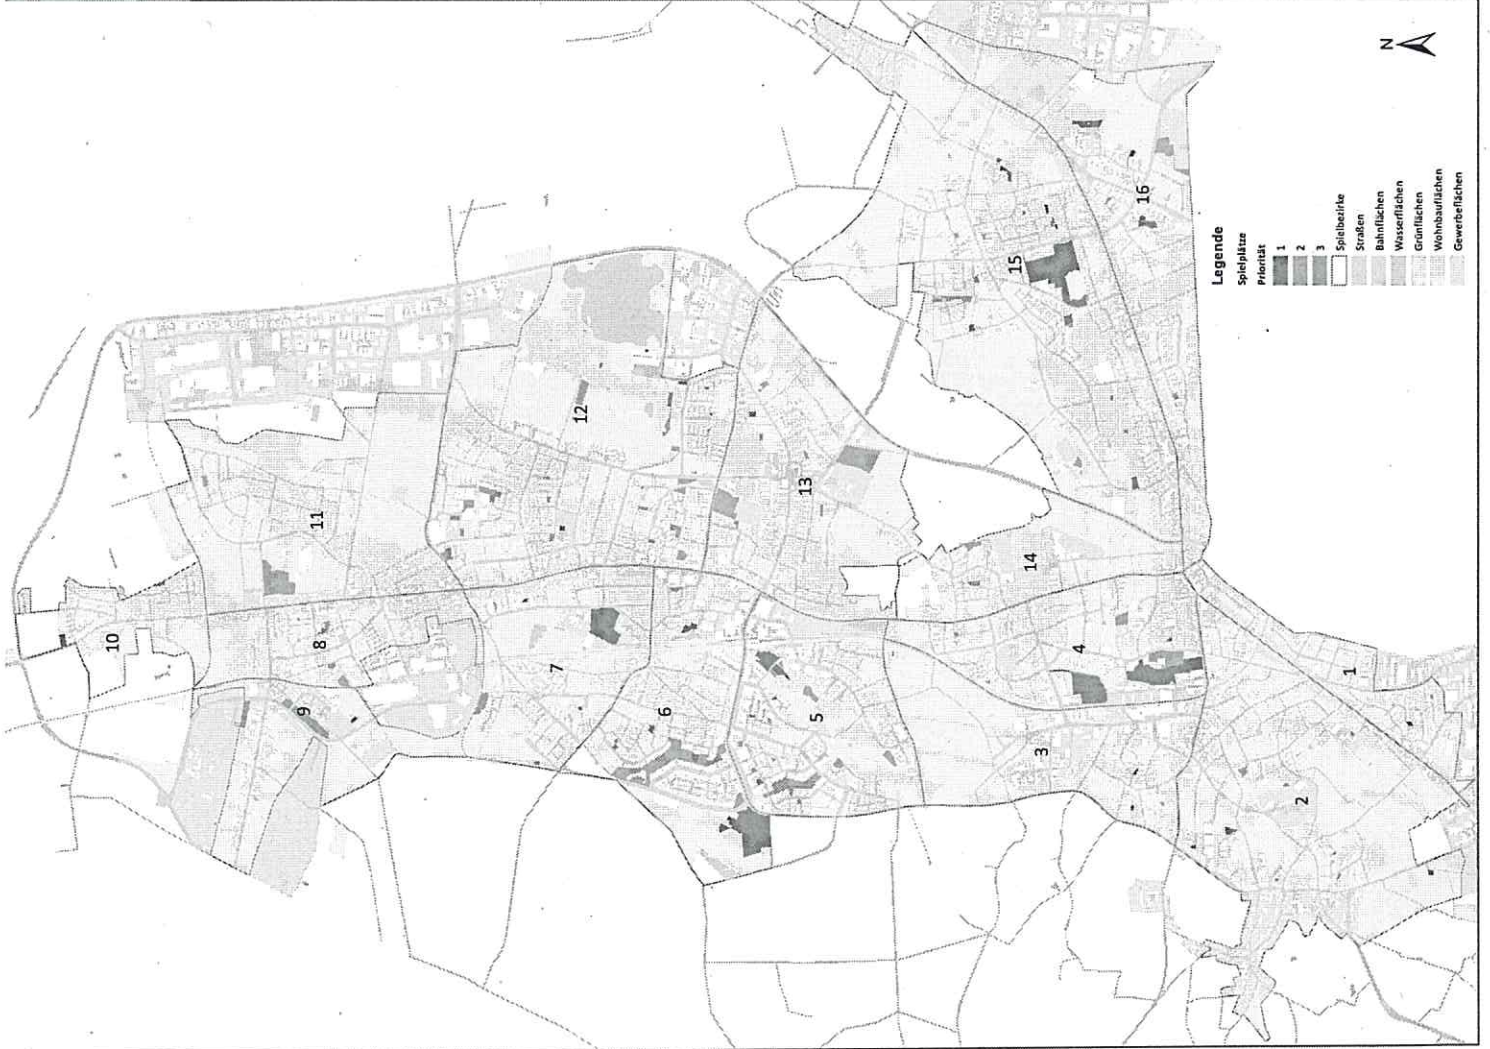 N
10
11
9
8
12
7
13
6
5
15
16
14
4
3
1
2
Legende
Spielplätze
Priorität
1
2
3
Spielbezirke
Straßen
Bahnflächen
Wasserflächen
Grünflächen
Wohnbauflächen
Gewerbeflächen